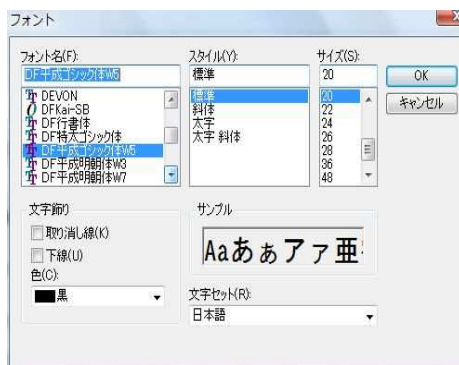 フォント
フォント名(F):
DF平成ゴシック体W5
DEVON
DFKai-SB
DF行書体
DF特太ゴシック体
DF平成ゴシック体W5
DF平成明朝体W3
DF平成明朝体W7
スタイル(Y):
標準
標準
斜体
太字
太字 斜体
サイズ(S):
20
20
22
24
26
28
36
48
OK
キャンセル
文字飾り
取り消し線(K)
下線(U)
色(C):
黒
サンプル
Aaあぁアァ亜
文字セット(R):
日本語